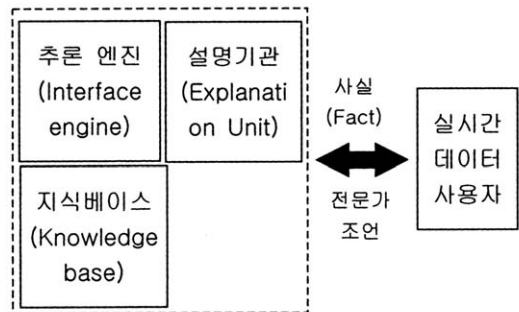 추론 엔진
(Interface
engine)
설명기관
(Explanati
on Unit)
지식베이스
(Knowledge
base)
사실
(Fact)
전문가
조언
실시간
데이터
사용자